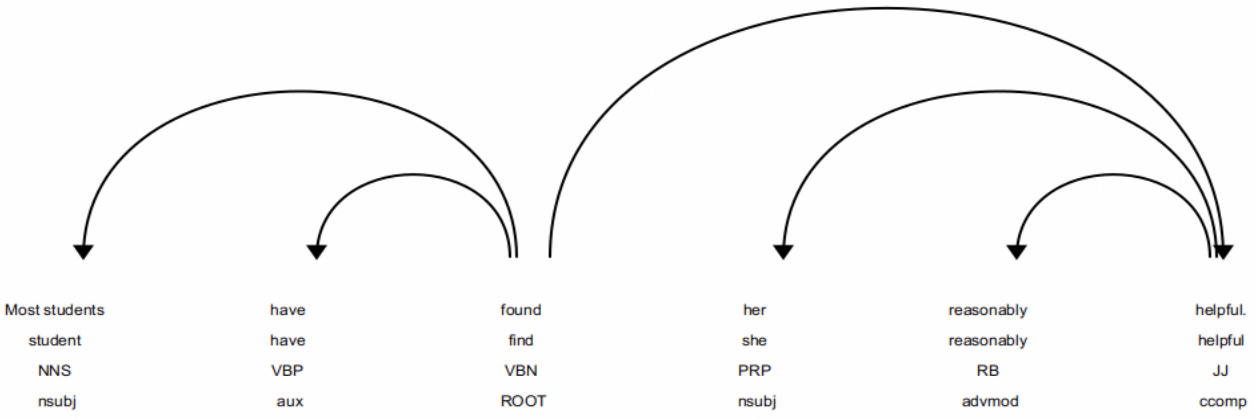 Most students have found her reasonably helpful.
student have find she reasonably helpful
NNS VBP VBN PRP RB JJ
nsubj aux ROOT nsubj advmod ccomp